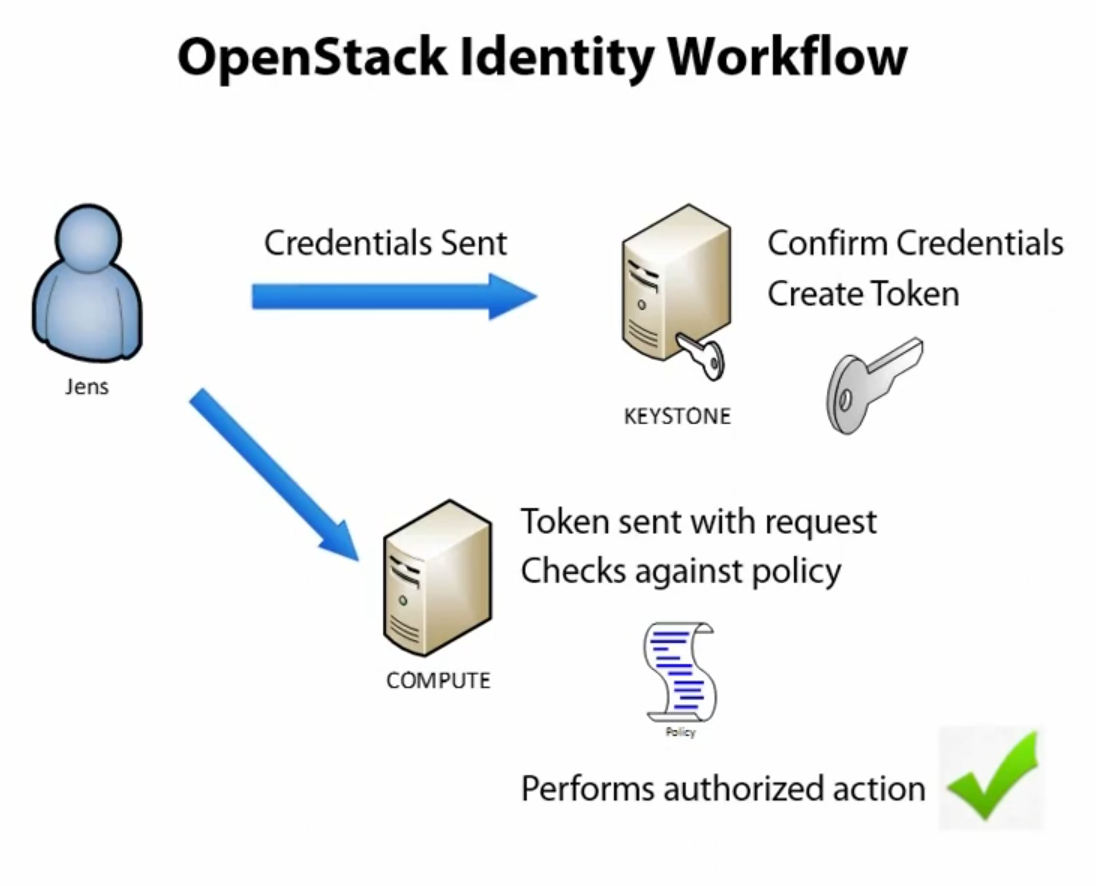 OpenStack Identity Workflow
Credentials Sent
Confirm Credentials
Create Token
Jens
KEYSTONE
Token sent with request
Checks against policy
COMPUTE
Policy
Performs authorized action